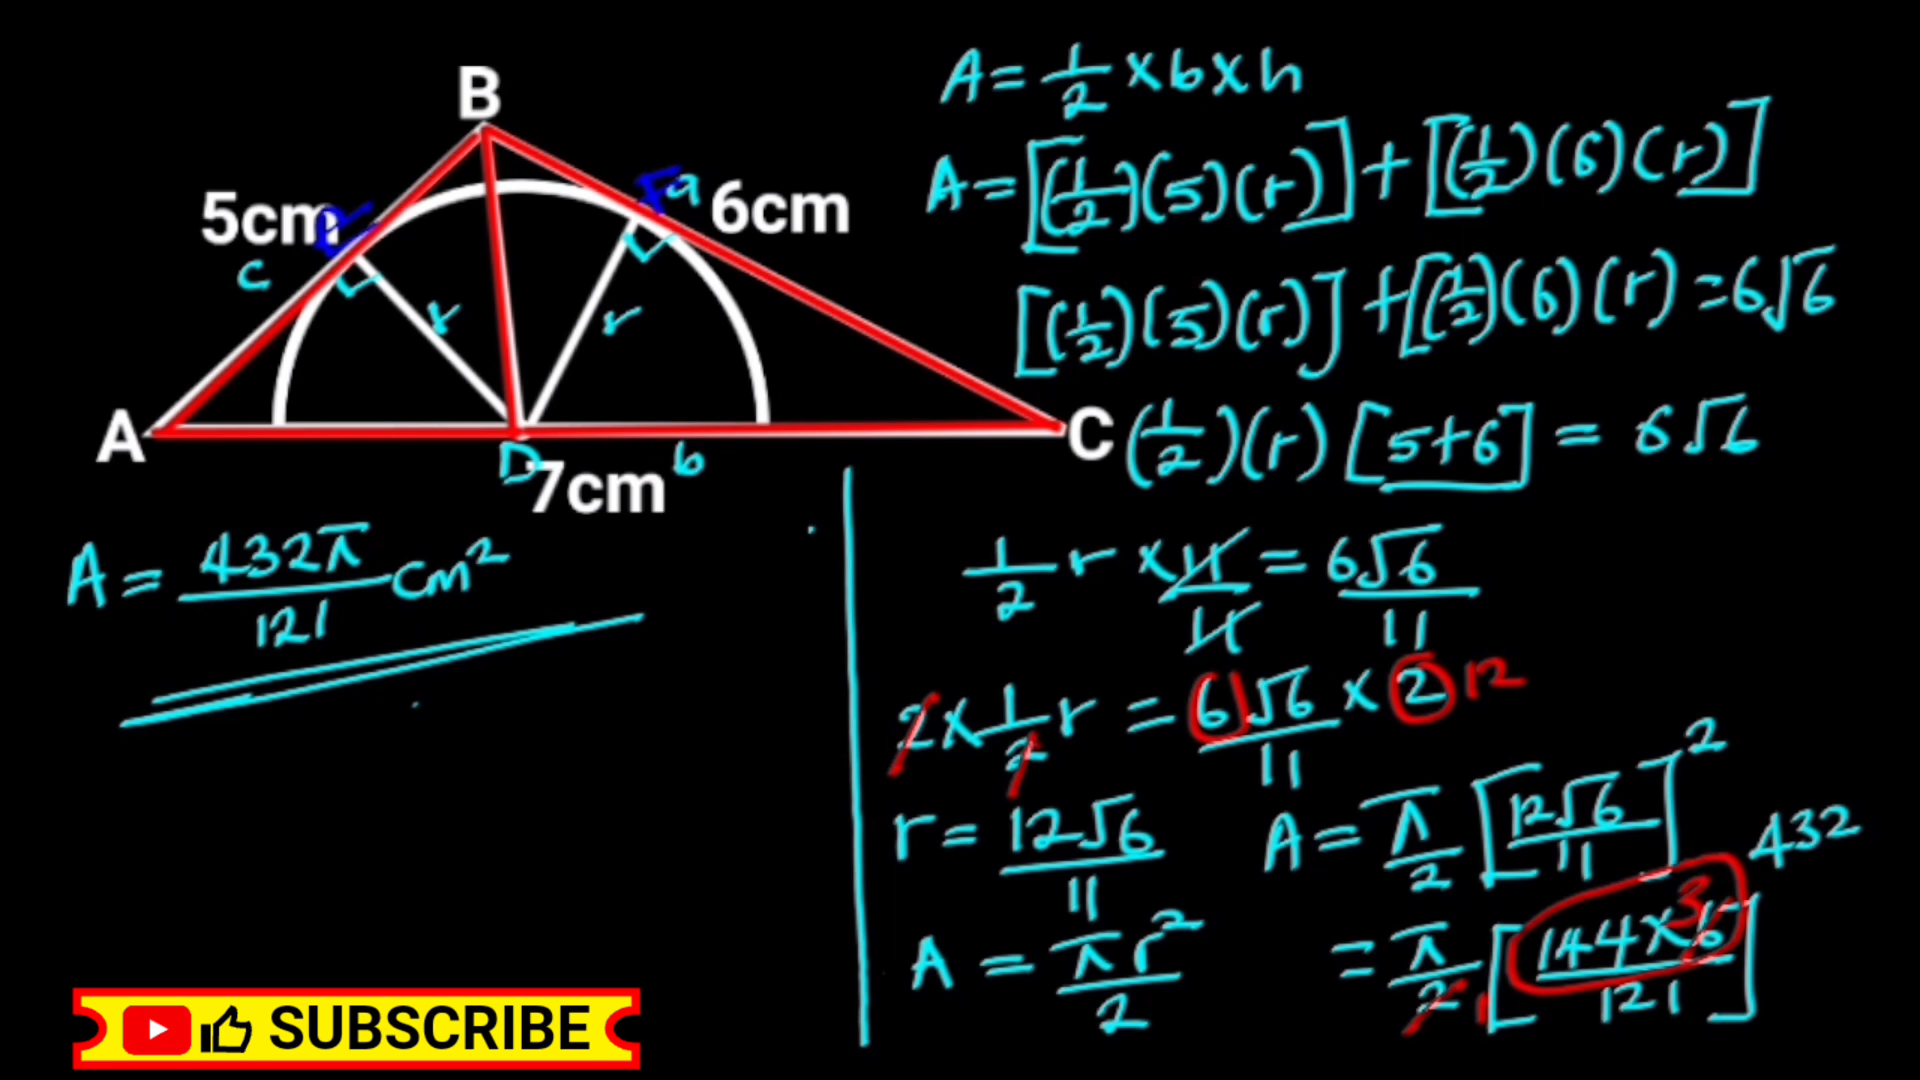 B
5cm
c
r
r
a
6cm
A
D
7cm
b
C
A = 432π/121 cm²
A = 1/2 × b × h
A = [(1/2)(5)(r)] + [(1/2)(6)(r)]
[(1/2)(5)(r)] + [(1/2)(6)(r) = 6√6
(1/2)(r)[5+6] = 6√6
1/2 r × 11/11 = 6√6/11
2 × 1/2 r = 6√6/11 × 2 12
r = 12√6/11
A = πr²/2
A = π/2 [12√6/11]²
432
= π/2 1 [144×6/121] 3
SUBSCRIBE